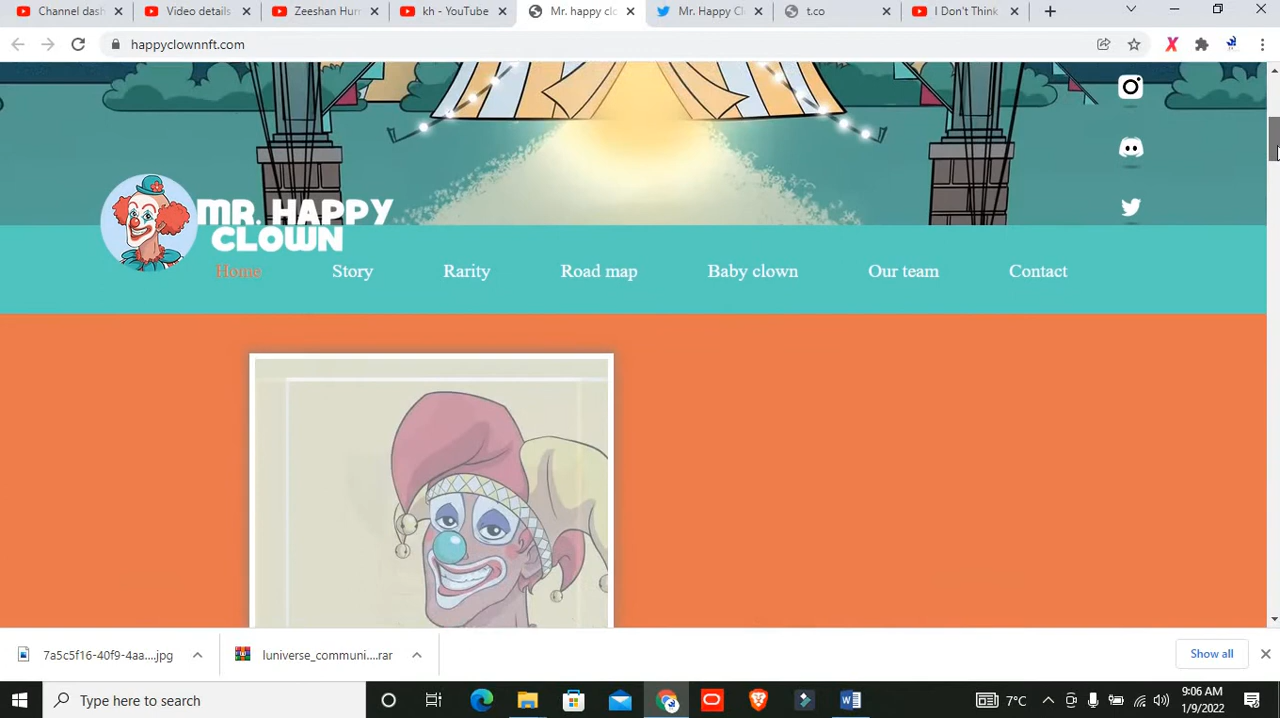 Channel dash
Video details
Zeeshan Hurr
kh - YouTube
Mr. happy clo
Mr. Happy Cl
t.co
I Don't Think
happyclownnft.com
MR. HAPPY
CLOWN
Home
Story
Rarity
Road map
Baby clown
Our team
Contact
7a5c5f16-40f9-4aa....jpg
luniverse_communi....rar
Show all
Type here to search
7°C
9:06 AM
1/9/2022